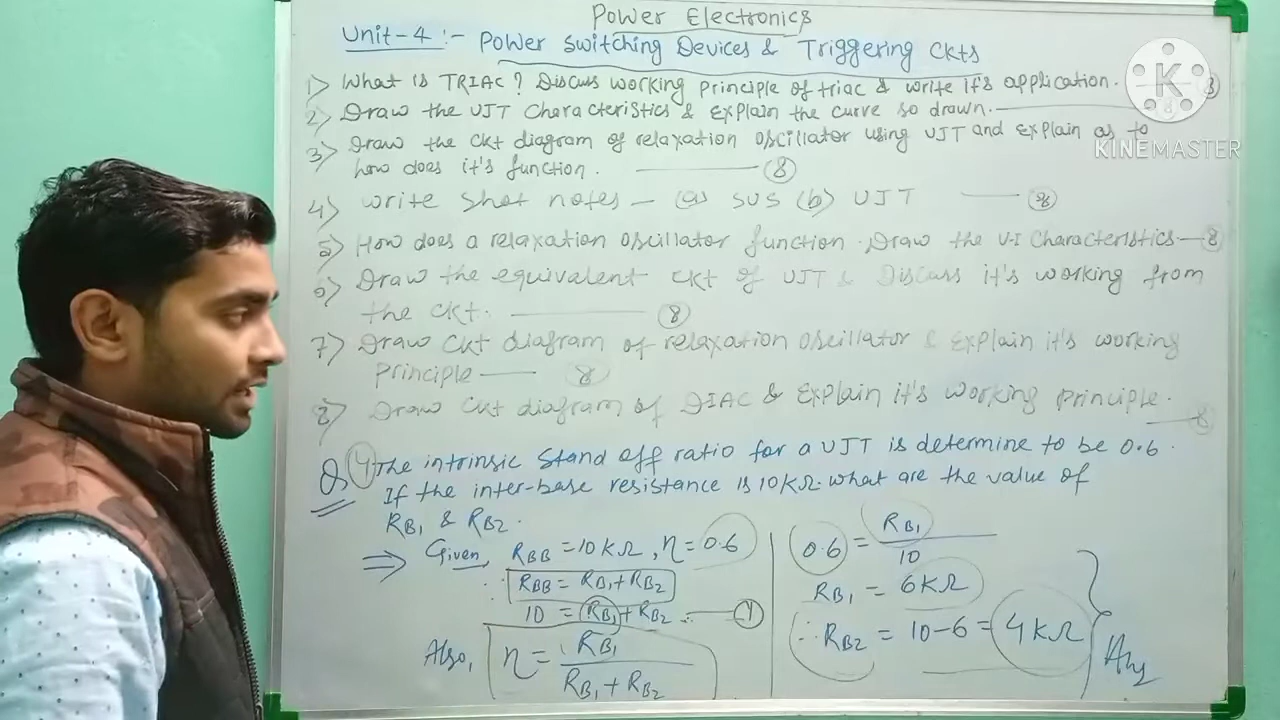 Power Electronics
Unit-4 :- Power Switching Devices & Triggering Ckts
1) What is TRIAC? Discuss working principle of triac & write it's application. 8
2) Draw the UJT Characteristics & Explain the curve so drawn.
3) Draw the Ckt diagram of relaxation oscillator using UJT and Explain as to
how does it's function. 8
4) Write Shot notes - (a) SUS (b) UJT 8
5) How does a relaxation oscillator function. Draw the V-I Characteristics 8
6) Draw the equivalent Ckt of UJT & Discuss it's working from
the Ckt. 8
7) Draw Ckt diagram of relaxation oscillator & Explain it's working
principle 8
8) Draw Ckt diagram of DIAC & Explain it's working principle.
8
Q The intrinsic Stand off ratio for a UJT is determine to be 0.6.
If the inter-base resistance is 10KΩ. what are the value of
RB1 & RB2.
⇒ Given, RBB = 10KΩ, η = 0.6
∴ RBB = RB1 + RB2
10 = RB1 + RB2
Also, η = RB1
RB1 + RB2
0.6 = RB1
10
RB1 = 6KΩ
∴ RB2 = 10-6 = 4KΩ
Ans
K
KINEMASTER